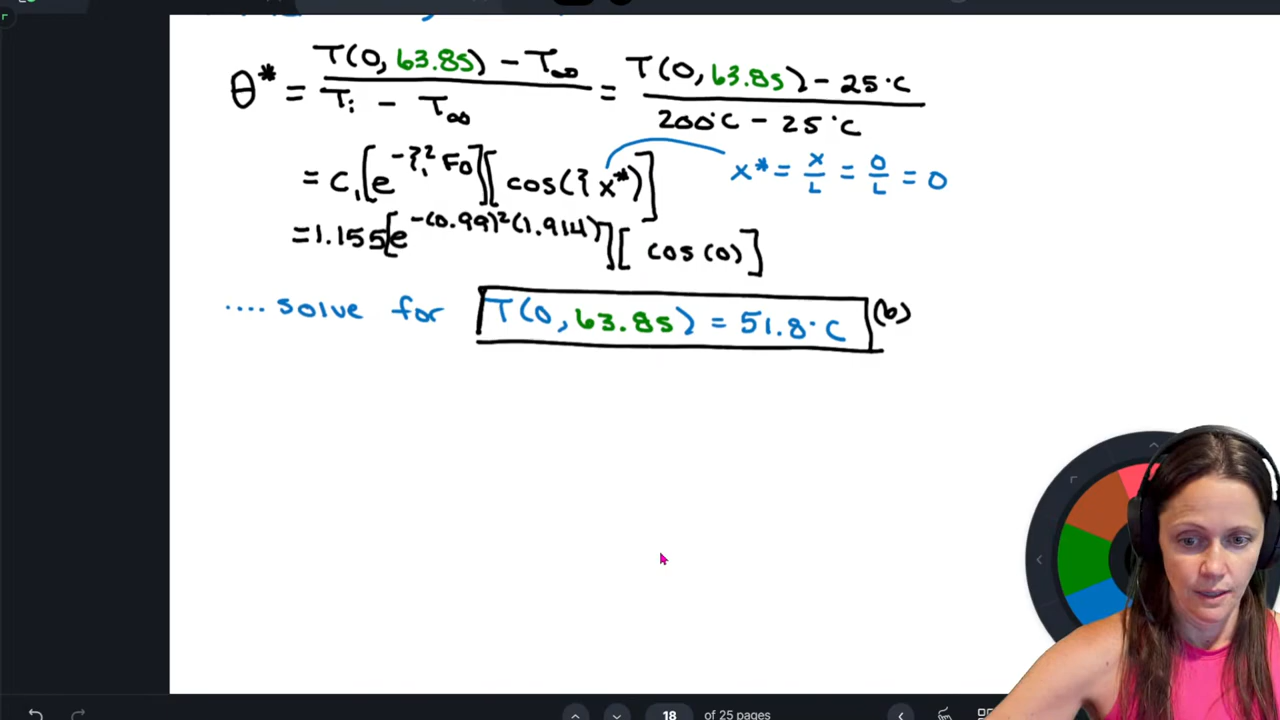 θ* = T(0, 63.8s) - T∞ / Ti - T∞ = T(0, 63.8s) - 25°C / 200°C - 25°C
= C₁[e^-ζ₁² Fo][cos(ζ x*)] x* = x/L = 0/L = 0
= 1.155[e^-(0.99)²(1.914)][cos(0)]
.... solve for T(0, 63.8s) = 51.8°C (b)
18 of 25 pages